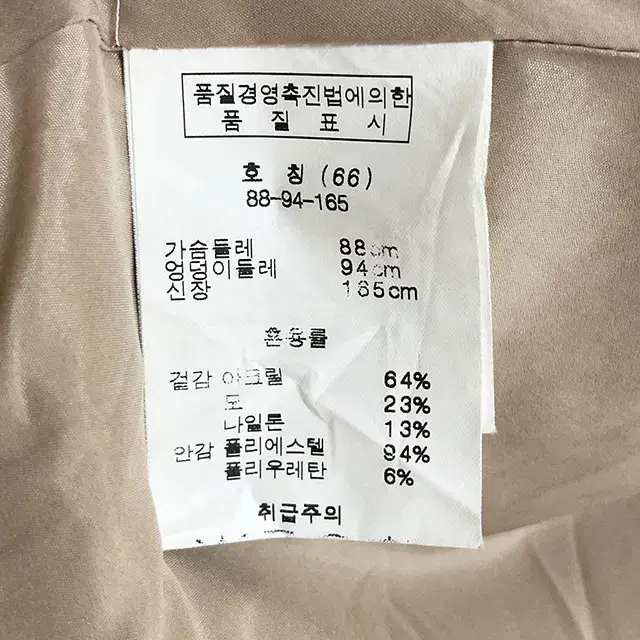 품질경영촉진법에의한
품 질 표 시
호 칭 (66)
88-94-165
가슴둘레 88cm
엉덩이둘레 94cm
신장 165cm
혼용률
겉감 아크릴 64%
모 23%
나일론 13%
안감 폴리에스텔 94%
폴리우레탄 6%
취급주의